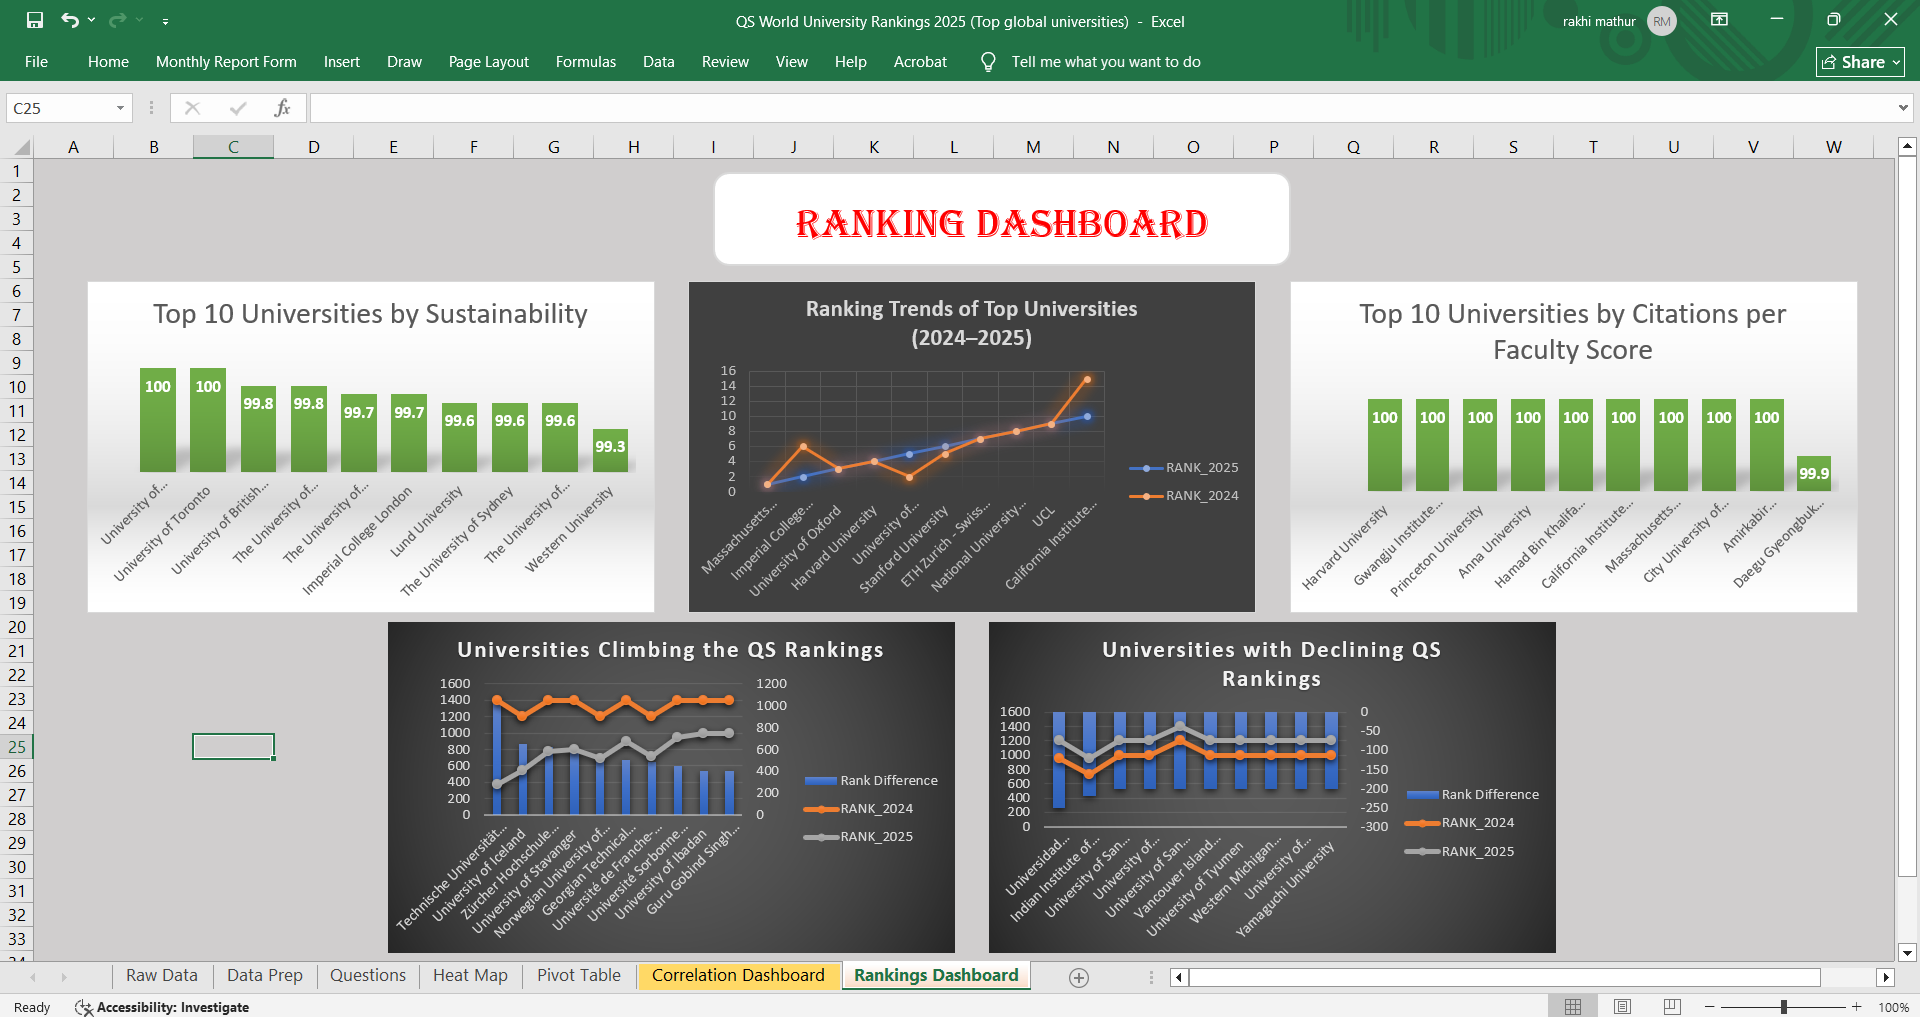 QS World University Rankings 2025 (Top global universities) - Excel
rakhi mathur
RM
File
Home
Monthly Report Form
Insert
Draw
Page Layout
Formulas
Data
Review
View
Help
Acrobat
Tell me what you want to do
Share
C25
fx
A B C D E F G H I J K L M N O P Q R S T U V W
1
2
3
4
5
6
7
8
9
10
11
12
13
14
15
16
17
18
19
20
21
22
23
24
25
26
27
28
29
30
31
32
33
34
RANKING DASHBOARD
Top 10 Universities by Sustainability
100 100 99.8 99.8 99.7 99.7 99.6 99.6 99.6 99.3
University of...
University of Toronto
University of British...
The University of...
The University of...
Imperial College London
Lund University
The University of Sydney
The University of...
Western University
Ranking Trends of Top Universities
(2024–2025)
16
14
12
10
8
6
4
2
0
RANK_2025
RANK_2024
Massachusetts...
Imperial College...
University of Oxford
Harvard University
University of...
Stanford University
ETH Zurich - Swiss...
National University...
UCL
California Institute...
Top 10 Universities by Citations per
Faculty Score
100 100 100 100 100 100 100 100 100 99.9
Harvard University
Gwangju Institute...
Princeton University
Anna University
Hamad Bin Khalifa...
California Institute...
Massachusetts...
City University of...
Amirkabir...
Daegu Gyeongbuk...
Universities Climbing the QS Rankings
1600
1400
1200
1000
800
600
400
200
0
1200
1000
800
600
400
200
0
Rank Difference
RANK_2024
RANK_2025
Technische Universität...
University of Iceland
Zürcher Hochschule...
University of Stavanger
Norwegian University of...
Georgian Technical...
Université de Franche-...
Université Sorbonne...
University of Ibadan
Guru Gobind Singh...
Universities with Declining QS
Rankings
1600
1400
1200
1000
800
600
400
200
0
0
-50
-100
-150
-200
-250
-300
Rank Difference
RANK_2024
RANK_2025
Universidad...
Indian Institute of...
University of San...
University of...
University of San...
Vancouver Island...
University of Tyumen
Western Michigan...
University of...
Yamaguchi University
Raw Data
Data Prep
Questions
Heat Map
Pivot Table
Correlation Dashboard
Rankings Dashboard
Ready
Accessibility: Investigate
100%